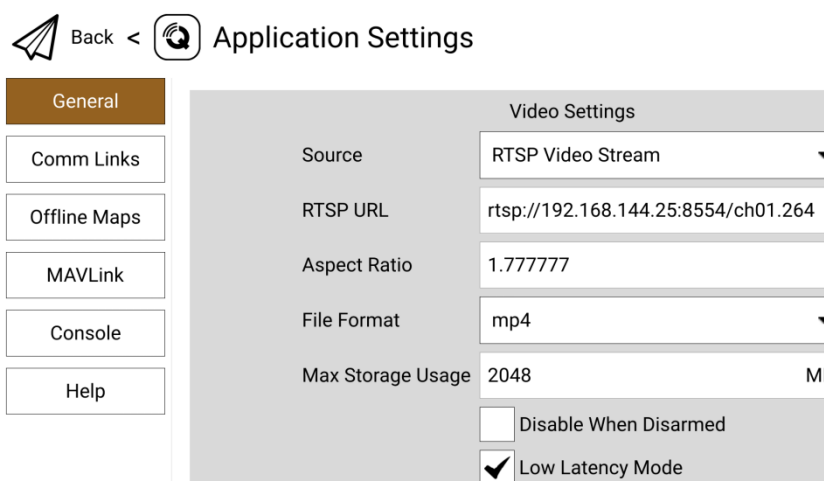 Back < Application Settings
General
Comm Links
Offline Maps
MAVLink
Console
Help
Video Settings
Source RTSP Video Stream
RTSP URL rtsp://192.168.144.25:8554/ch01.264
Aspect Ratio 1.777777
File Format mp4
Max Storage Usage 2048
Disable When Disarmed
Low Latency Mode